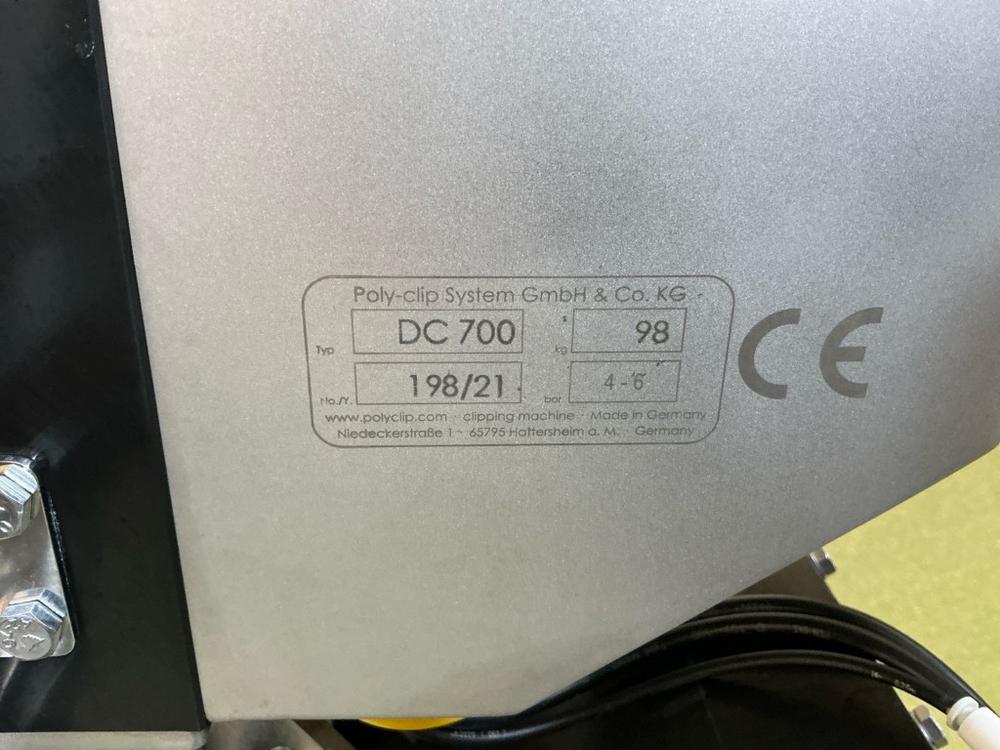 Poly-clip System GmbH & Co. KG
Typ DC 700 kg 98
No./Y. 198/21 bar 4 - 6
www.polyclip.com - clipping machine - Made in Germany
Niedeckerstraße 1 - 65795 Hattersheim a. M. - Germany
CE